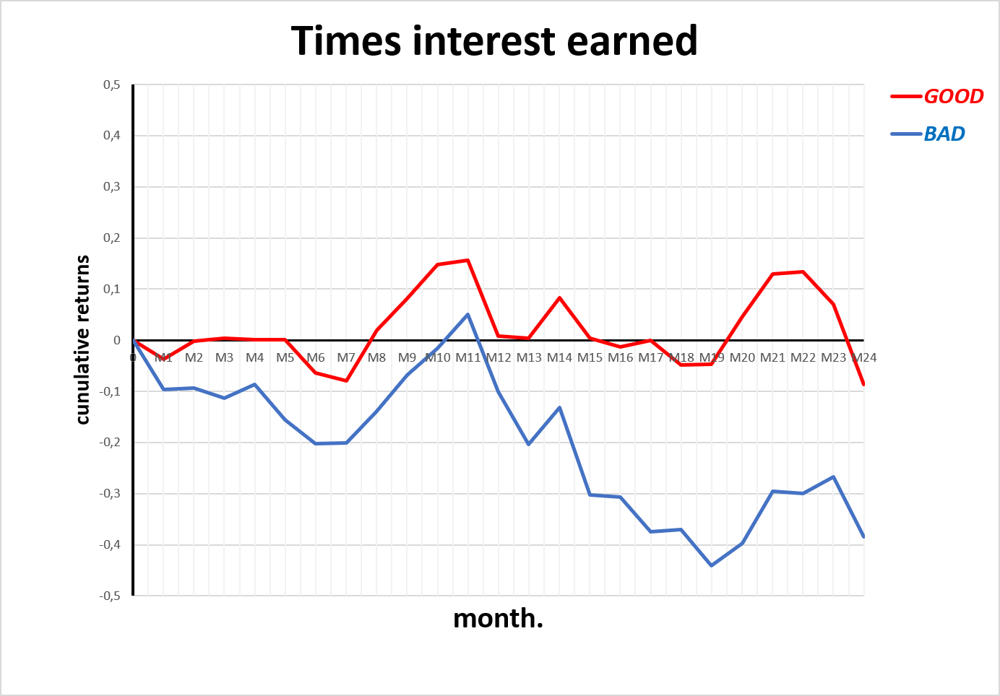 Times interest earned
GOOD
BAD
0,5
0,4
0,3
0,2
0,1
0
-0,1
-0,2
-0,3
-0,4
-0,5
cunulative returns
0 M1 M2 M3 M4 M5 M6 M7 M8 M9 M10 M11 M12 M13 M14 M15 M16 M17 M18 M19 M20 M21 M22 M23 M24
month.